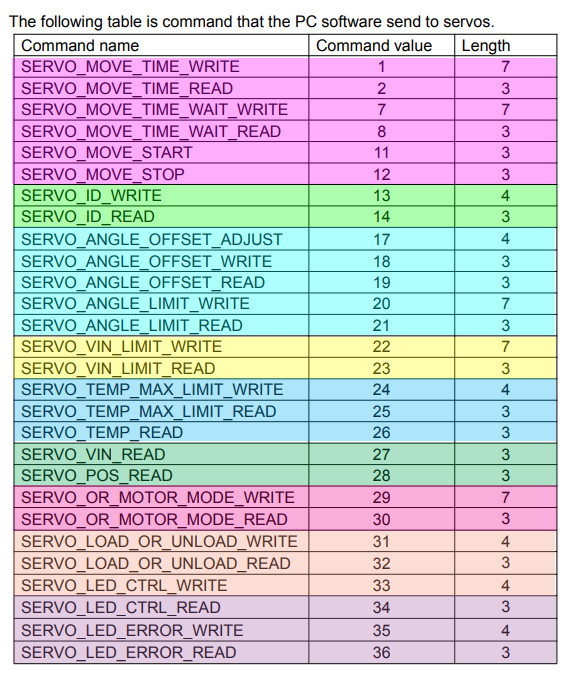 The following table is command that the PC software send to servos.
Command name Command value Length
SERVO_MOVE_TIME_WRITE 1 7
SERVO_MOVE_TIME_READ 2 3
SERVO_MOVE_TIME_WAIT_WRITE 7 7
SERVO_MOVE_TIME_WAIT_READ 8 3
SERVO_MOVE_START 11 3
SERVO_MOVE_STOP 12 3
SERVO_ID_WRITE 13 4
SERVO_ID_READ 14 3
SERVO_ANGLE_OFFSET_ADJUST 17 4
SERVO_ANGLE_OFFSET_WRITE 18 3
SERVO_ANGLE_OFFSET_READ 19 3
SERVO_ANGLE_LIMIT_WRITE 20 7
SERVO_ANGLE_LIMIT_READ 21 3
SERVO_VIN_LIMIT_WRITE 22 7
SERVO_VIN_LIMIT_READ 23 3
SERVO_TEMP_MAX_LIMIT_WRITE 24 4
SERVO_TEMP_MAX_LIMIT_READ 25 3
SERVO_TEMP_READ 26 3
SERVO_VIN_READ 27 3
SERVO_POS_READ 28 3
SERVO_OR_MOTOR_MODE_WRITE 29 7
SERVO_OR_MOTOR_MODE_READ 30 3
SERVO_LOAD_OR_UNLOAD_WRITE 31 4
SERVO_LOAD_OR_UNLOAD_READ 32 3
SERVO_LED_CTRL_WRITE 33 4
SERVO_LED_CTRL_READ 34 3
SERVO_LED_ERROR_WRITE 35 4
SERVO_LED_ERROR_READ 36 3